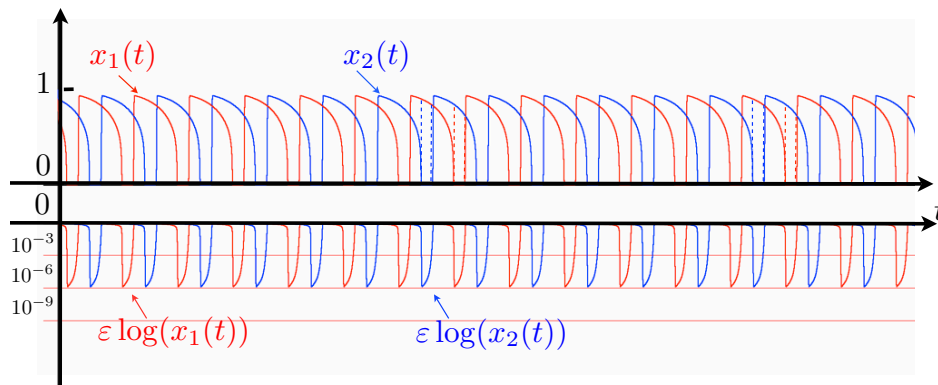 x_1(t) x_2(t)
1
0
0
t
10^{-3}
10^{-6}
10^{-9}
ε log(x_1(t)) ε log(x_2(t))